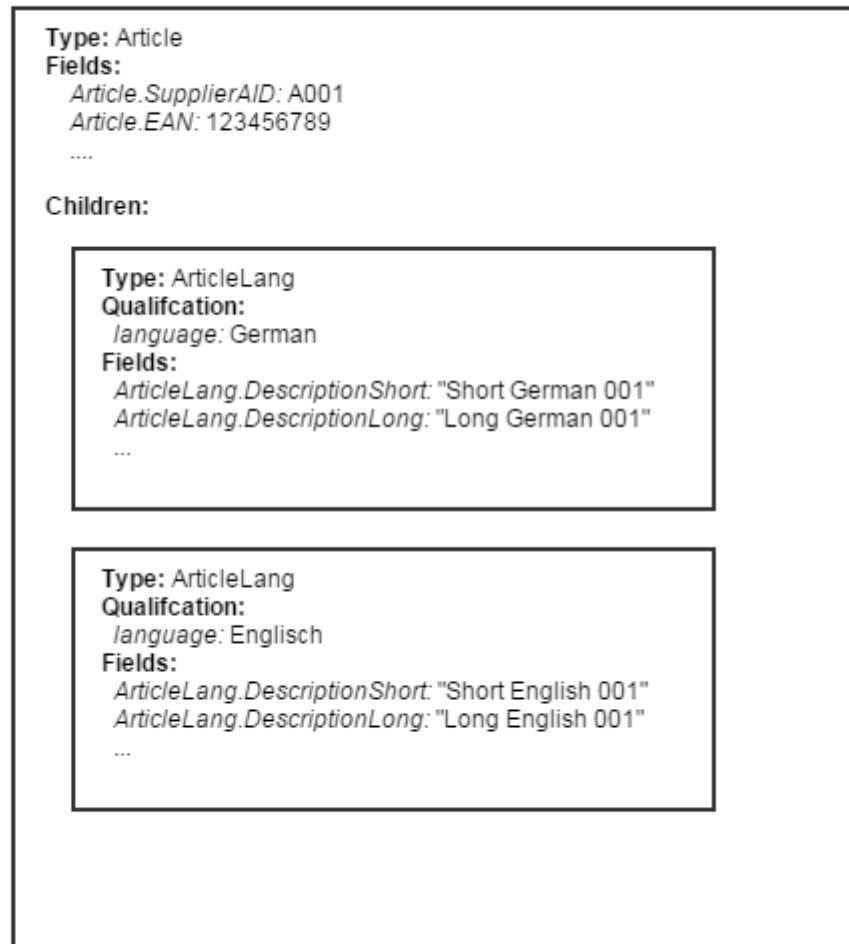 Type: Article
Fields:
Article.SupplierAID: A001
Article.EAN: 123456789
....
Children:
Type: ArticleLang
Qualifcation:
language: German
Fields:
ArticleLang.DescriptionShort: "Short German 001"
ArticleLang.DescriptionLong: "Long German 001"
...
Type: ArticleLang
Qualifcation:
language: Englisch
Fields:
ArticleLang.DescriptionShort: "Short English 001"
ArticleLang.DescriptionLong: "Long English 001"
...